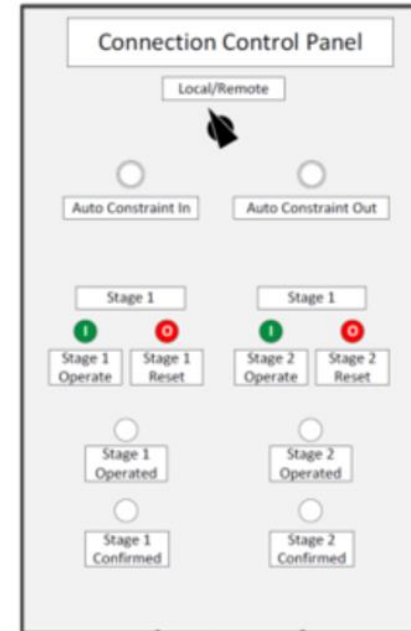 Connection Control Panel
Local/Remote
Auto Constraint In
Auto Constraint Out
Stage 1
Stage 1
I
O
I
O
Stage 1
Operate
Stage 1
Reset
Stage 2
Operate
Stage 2
Reset
Stage 1
Operated
Stage 2
Operated
Stage 1
Confirmed
Stage 2
Confirmed